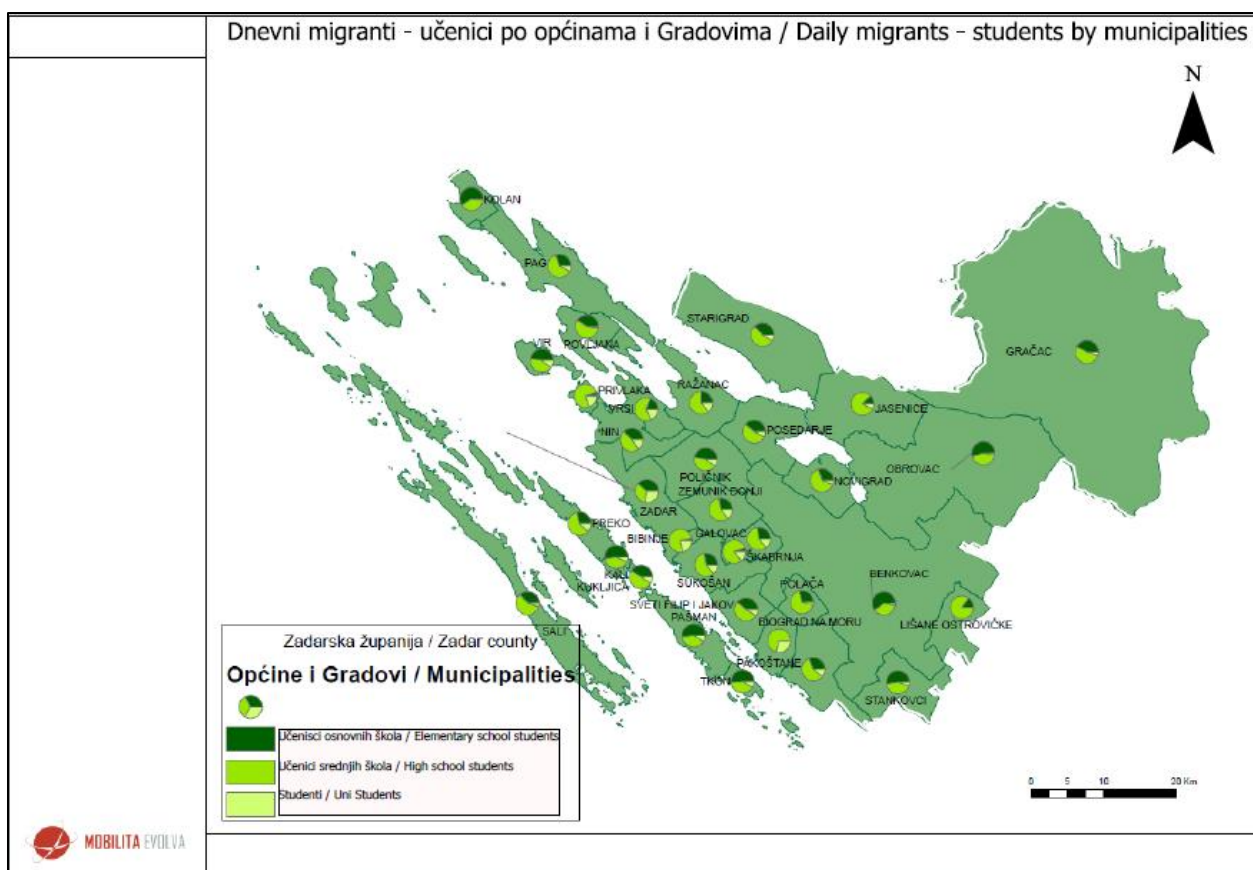 Dnevni migranti - učenici po općinama i Gradovima / Daily migrants - students by municipalities
N
KOLAN
PAG
STARIGRAD
GRAČAC
VIR
POVLJANA
PRIVLAKA
RAŽANAC
VRSI
JASENICE
NIN
POSEDARJE
OBROVAC
POLIČNIK
NOVIGRAD
ZEMUNIK DONJI
ZADAR
PREKO
BIBINJE
GALOVAC
ŠKABRNJA
KALI
SUKOŠAN
BENKOVAC
KUKLJICA
POLAČA
SVETI FILIP I JAKOV
LIŠANE OSTROVIČKE
PAŠMAN
BIOGRAD NA MORU
SALI
PAKOŠTANE
TKON
STANKOVCI
Zadarska županija / Zadar county
Općine i Gradovi / Municipalities
Učenisci osnovnih škola / Elementary school students
Učenici srednjih škola / High school students
Studenti / Uni Students
0 5 10 20 Km
MOBILITA EVOLVA